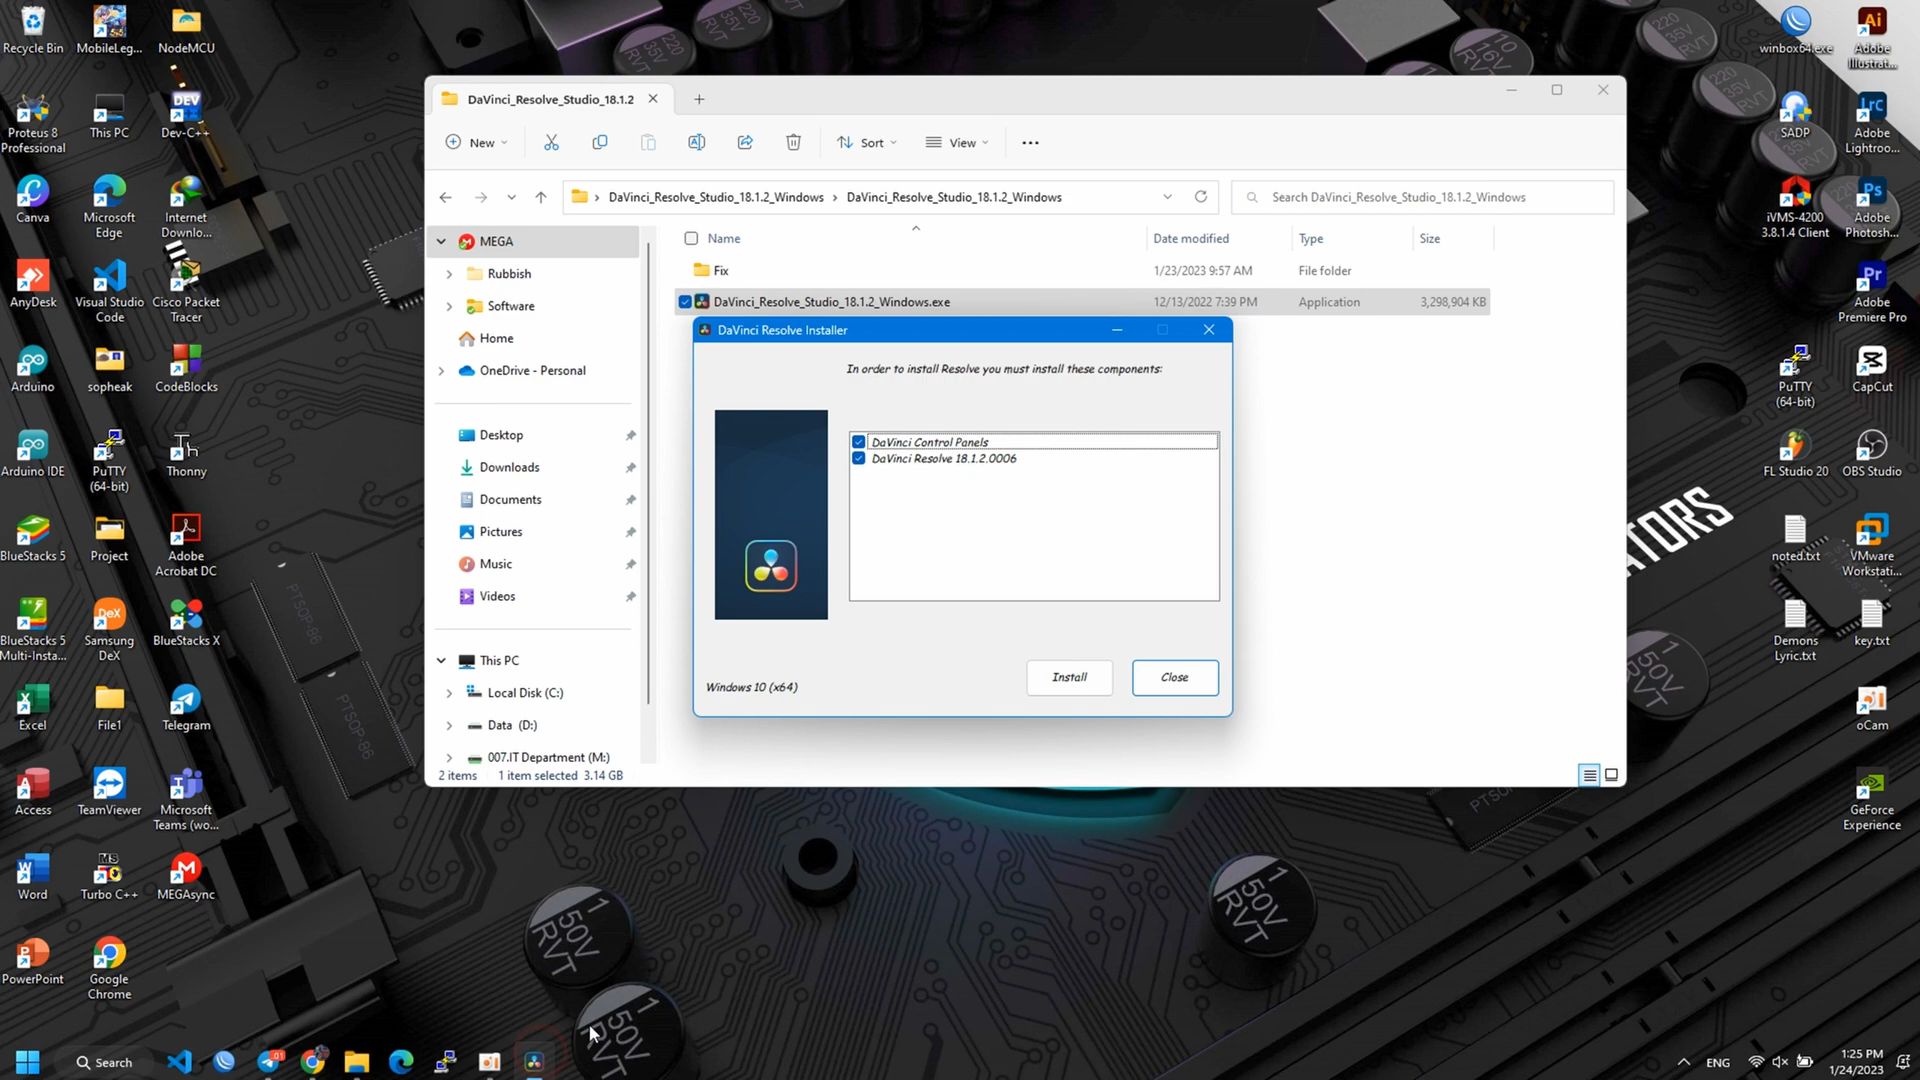 Recycle Bin
MobileLeg...
NodeMCU
Proteus 8
Professional
This PC
Dev-C++
Canva
Microsoft
Edge
Internet
Downlo...
AnyDesk
Visual Studio
Code
Cisco Packet
Tracer
Arduino
sopheak
CodeBlocks
Arduino IDE
PuTTY
(64-bit)
Thonny
BlueStacks 5
Project
Adobe
Acrobat DC
BlueStacks 5
Multi-Insta...
Samsung
DeX
BlueStacks X
Excel
File1
Telegram
Access
TeamViewer
Microsoft
Teams (wo...
Word
Turbo C++
MEGAsync
PowerPoint
Google
Chrome
DaVinci_Resolve_Studio_18.1.2
New
Sort
View
DaVinci_Resolve_Studio_18.1.2_Windows > DaVinci_Resolve_Studio_18.1.2_Windows
Search DaVinci_Resolve_Studio_18.1.2_Windows
MEGA
Rubbish
Software
Home
OneDrive - Personal
Desktop
Downloads
Documents
Pictures
Music
Videos
This PC
Local Disk (C:)
Data (D:)
007.IT Department (M:)
Name
Date modified
Type
Size
Fix
1/23/2023 9:57 AM
File folder
DaVinci_Resolve_Studio_18.1.2_Windows.exe
12/13/2022 7:39 PM
Application
3,298,904 KB
DaVinci Resolve Installer
In order to install Resolve you must install these components:
DaVinci Control Panels
DaVinci Resolve 18.1.2.0006
Windows 10 (x64)
Install
Close
2 items
1 item selected 3.14 GB
winbox64.exe
Adobe
Illustrat...
SADP
Adobe
Lightroo...
iVMS-4200
3.8.1.4 Client
Adobe
Photosh...
Adobe
Premiere Pro
PuTTY
(64-bit)
CapCut
FL Studio 20
OBS Studio
noted.txt
VMware
Workstati...
Demons
Lyric.txt
key.txt
oCam
GeForce
Experience
Search
ENG
1:25 PM
1/24/2023